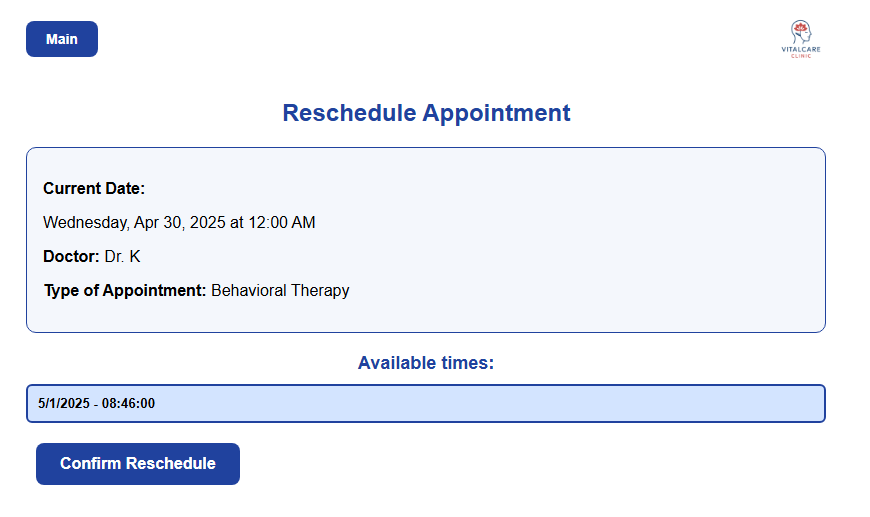 Main
VITALCARE
CLINIC
Reschedule Appointment
Current Date:
Wednesday, Apr 30, 2025 at 12:00 AM
Doctor: Dr. K
Type of Appointment: Behavioral Therapy
Available times:
5/1/2025 - 08:46:00
Confirm Reschedule